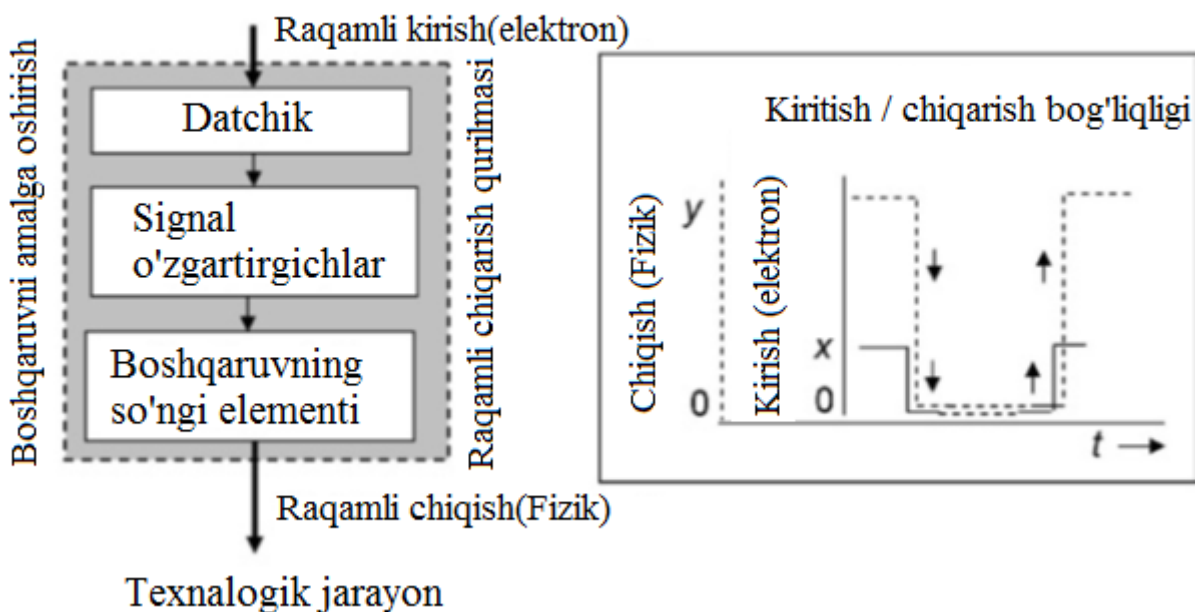 Raqamli kirish(elektron)
Boshqaruvni amalga oshirish
Datchik
Signal
o'zgartirgichlar
Boshqaruvning
so'ngi elementi
Raqamli chiqarish qurilmasi
Raqamli chiqish(Fizik)
Texnalogik jarayon
Kiritish / chiqarish bog'liqligi
Chiqish (Fizik)
y
0
Kirish (elektron)
x
0
t